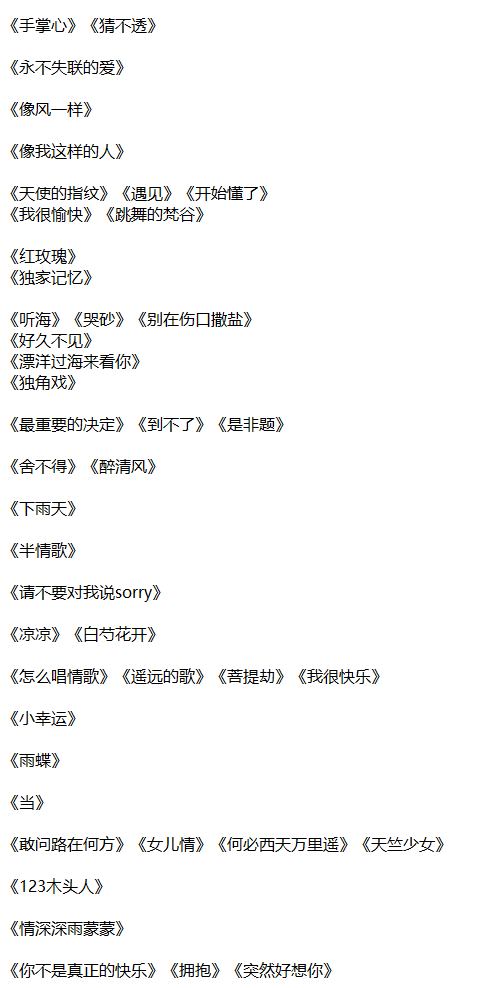 《手掌心》《猜不透》
《永不失联的爱》
《像风一样》
《像我这样的人》
《天使的指纹》《遇见》《开始懂了》
《我很愉快》《跳舞的梵谷》
《红玫瑰》
《独家记忆》
《听海》《哭砂》《别在伤口撒盐》
《好久不见》
《漂洋过海来看你》
《独角戏》
《最重要的决定》《到不了》《是非题》
《舍不得》《醉清风》
《下雨天》
《半情歌》
《请不要对我说sorry》
《凉凉》《白芍花开》
《怎么唱情歌》《遥远的歌》《菩提劫》《我很快乐》
《小幸运》
《雨蝶》
《当》
《敢问路在何方》《女儿情》《何必西天万里遥》《天竺少女》
《123木头人》
《情深深雨蒙蒙》
《你不是真正的快乐》《拥抱》《突然好想你》